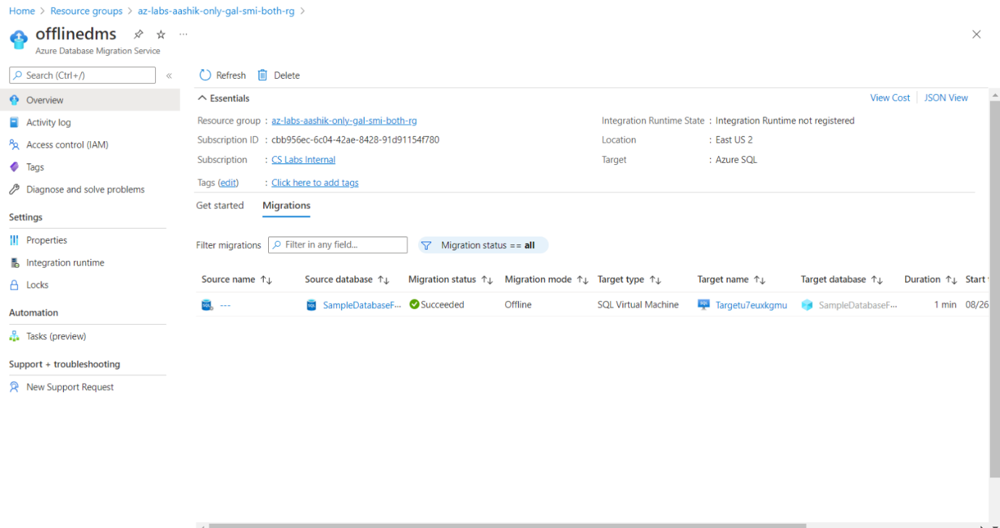 Home > Resource groups > az-labs-aashik-only-gal-smi-both-rg >
offlinedms
Azure Database Migration Service
Search (Ctrl+/)
Overview
Activity log
Access control (IAM)
Tags
Diagnose and solve problems
Settings
Properties
Integration runtime
Locks
Automation
Tasks (preview)
Support + troubleshooting
New Support Request
Refresh Delete
Essentials
View Cost JSON View
Resource group : az-labs-aashik-only-gal-smi-both-rg
Subscription ID : cbb956ec-6c04-42ae-8428-91d91154f780
Subscription : CS Labs Internal
Tags (edit) : Click here to add tags
Integration Runtime State : Integration Runtime not registered
Location : East US 2
Target : Azure SQL
Get started Migrations
Filter migrations Filter in any field... Migration status == all
Source name Source database Migration status Migration mode Target type Target name Target database Duration Start
--- SampleDatabaseF... Succeeded Offline SQL Virtual Machine Targetu7euxkgmu SampleDatabaseF... 1 min 08/26